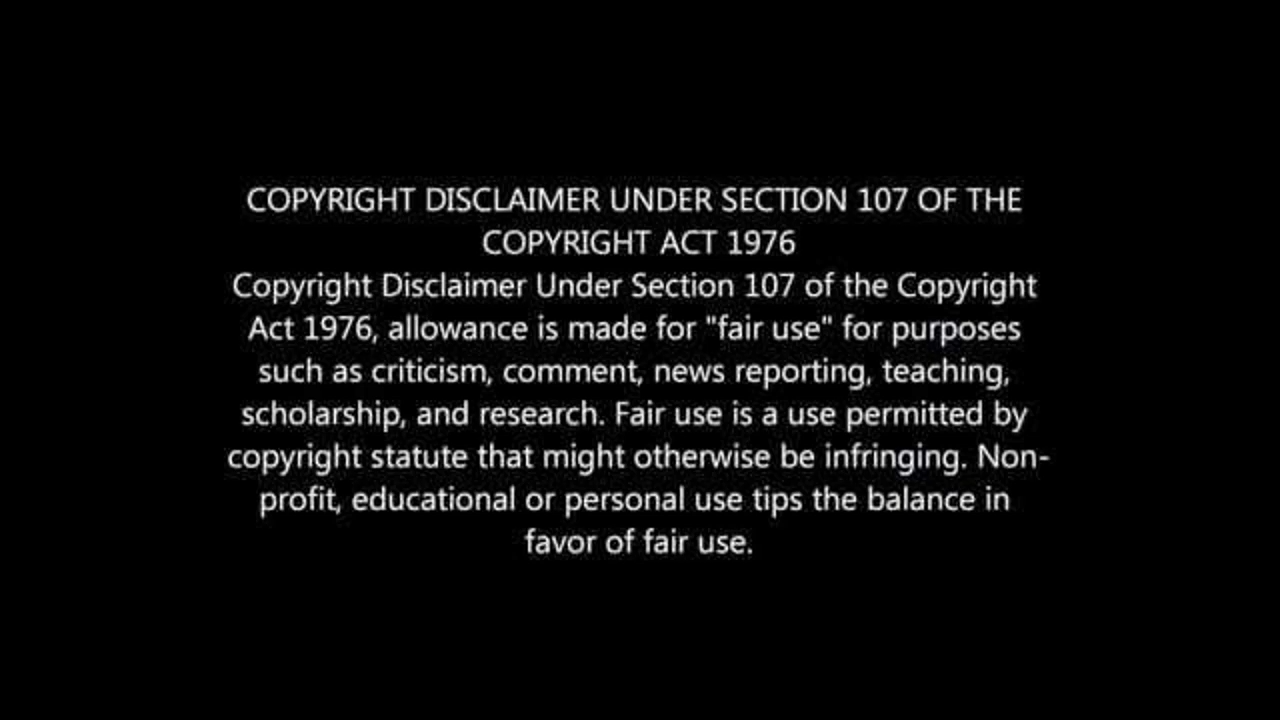 COPYRIGHT DISCLAIMER UNDER SECTION 107 OF THE
COPYRIGHT ACT 1976
Copyright Disclaimer Under Section 107 of the Copyright
Act 1976, allowance is made for "fair use" for purposes
such as criticism, comment, news reporting, teaching,
scholarship, and research. Fair use is a use permitted by
copyright statute that might otherwise be infringing. Non-
profit, educational or personal use tips the balance in
favor of fair use.